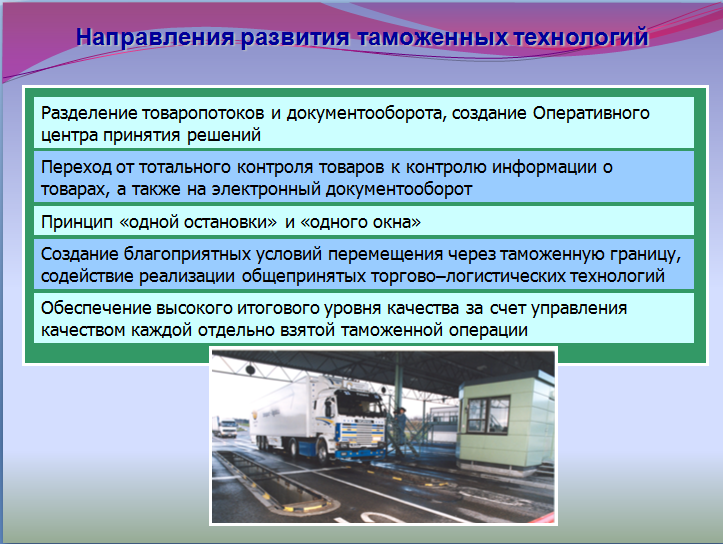 Направления развития таможенных технологий
Разделение товаропотоков и документооборота, создание Оперативного
центра принятия решений
Переход от тотального контроля товаров к контролю информации о
товарах, а также на электронный документооборот
Принцип «одной остановки» и «одного окна»
Создание благоприятных условий перемещения через таможенную границу,
содействие реализации общепринятых торгово–логистических технологий
Обеспечение высокого итогового уровня качества за счет управления
качеством каждой отдельно взятой таможенной операции